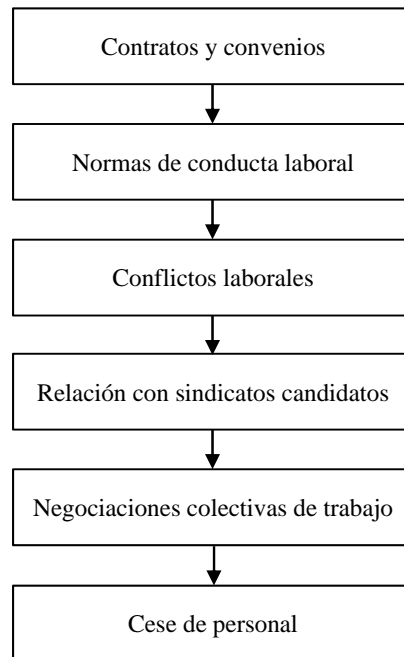 Contratos y convenios
Normas de conducta laboral
Conflictos laborales
Relación con sindicatos candidatos
Negociaciones colectivas de trabajo
Cese de personal